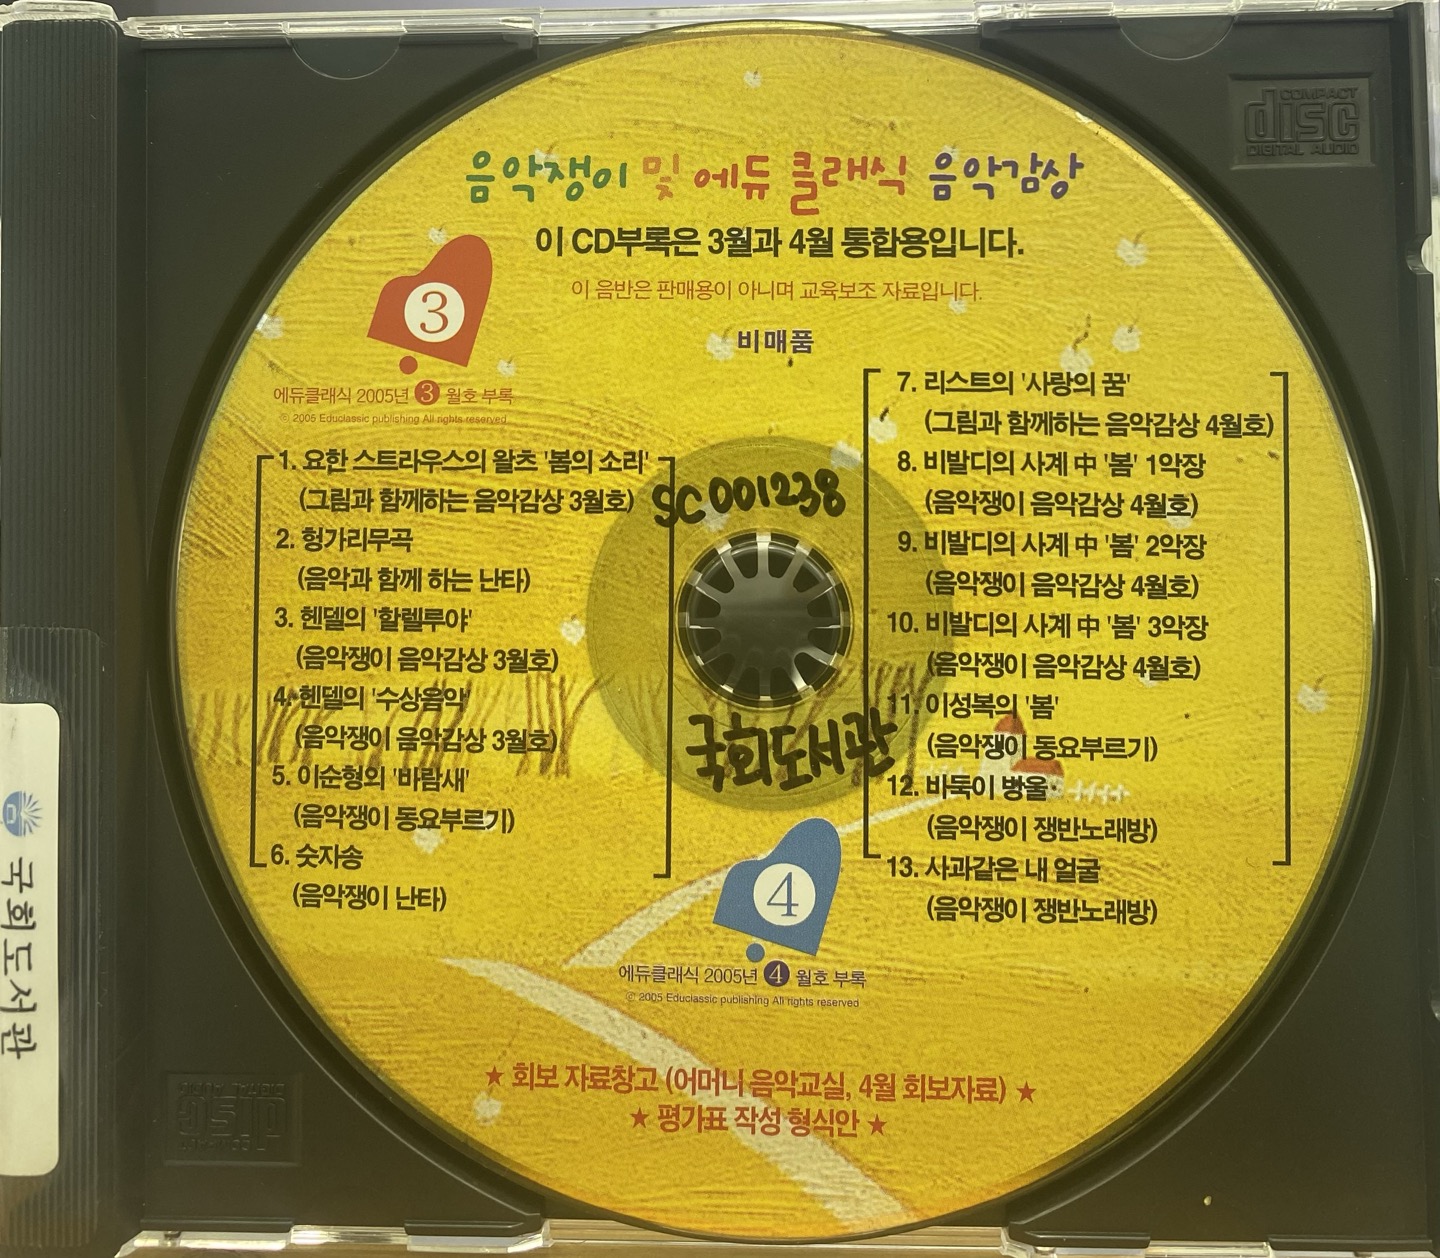 COMPACT
disc
DIGITAL AUDIO
음악쟁이 및 에듀 클래식 음악감상
이 CD부록은 3월과 4월 통합용입니다.
이 음반은 판매용이 아니며 교육보조 자료입니다.
비매품
3
에듀클래식 2005년 3 월호 부록
ⓒ 2005 Educlassic publishing All rights reserved
1. 요한 스트라우스의 왈츠 '봄의 소리'
(그림과 함께하는 음악감상 3월호)
2. 헝가리무곡
(음악과 함께 하는 난타)
3. 헨델의 '할렐루야'
(음악쟁이 음악감상 3월호)
4. 헨델의 '수상음악'
(음악쟁이 음악감상 3월호)
5. 이순형의 '바람새'
(음악쟁이 동요부르기)
6. 숫자송
(음악쟁이 난타)
SC001238
국회도서관
7. 리스트의 '사랑의 꿈'
(그림과 함께하는 음악감상 4월호)
8. 비발디의 사계 中 '봄' 1악장
(음악쟁이 음악감상 4월호)
9. 비발디의 사계 中 '봄' 2악장
(음악쟁이 음악감상 4월호)
10. 비발디의 사계 中 '봄' 3악장
(음악쟁이 음악감상 4월호)
11. 이성복의 '봄'
(음악쟁이 동요부르기)
12. 바둑이 방울
(음악쟁이 쟁반노래방)
13. 사과같은 내 얼굴
(음악쟁이 쟁반노래방)
4
에듀클래식 2005년 4 월호 부록
ⓒ 2005 Educlassic publishing All rights reserved
★ 회보 자료창고 (어머니 음악교실, 4월 회보자료) ★
★ 평가표 작성 형식안 ★
국회도서관